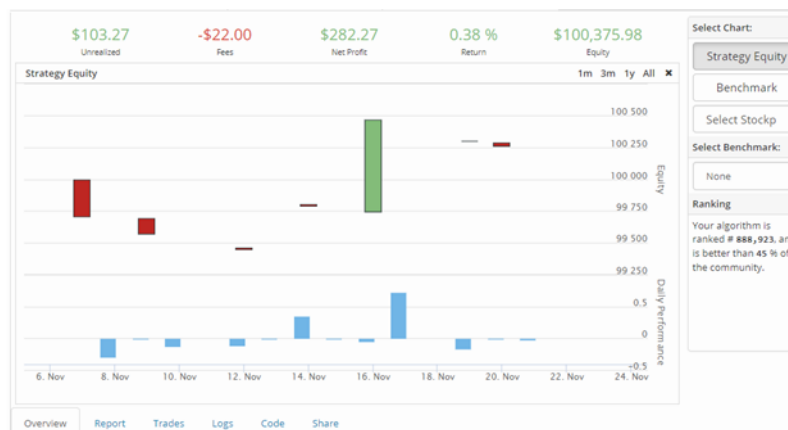 $103.27 -$22.00 $282.27 0.38 % $100,375.98
Unrealized Fees Net Profit Return Equity
Strategy Equity 1m 3m 1y All ✖
100 500
100 250
100 000
99 750
99 500
99 250
Equity
0.5
0
-0.5
Daily Performance
6. Nov 8. Nov 10. Nov 12. Nov 14. Nov 16. Nov 18. Nov 20. Nov 22. Nov 24. Nov
Overview Report Trades Logs Code Share
Select Chart:
Strategy Equity
Benchmark
Select Stockp
Select Benchmark:
None
Ranking
Your algorithm is
ranked # 888,923, an
is better than 45 % of
the community.